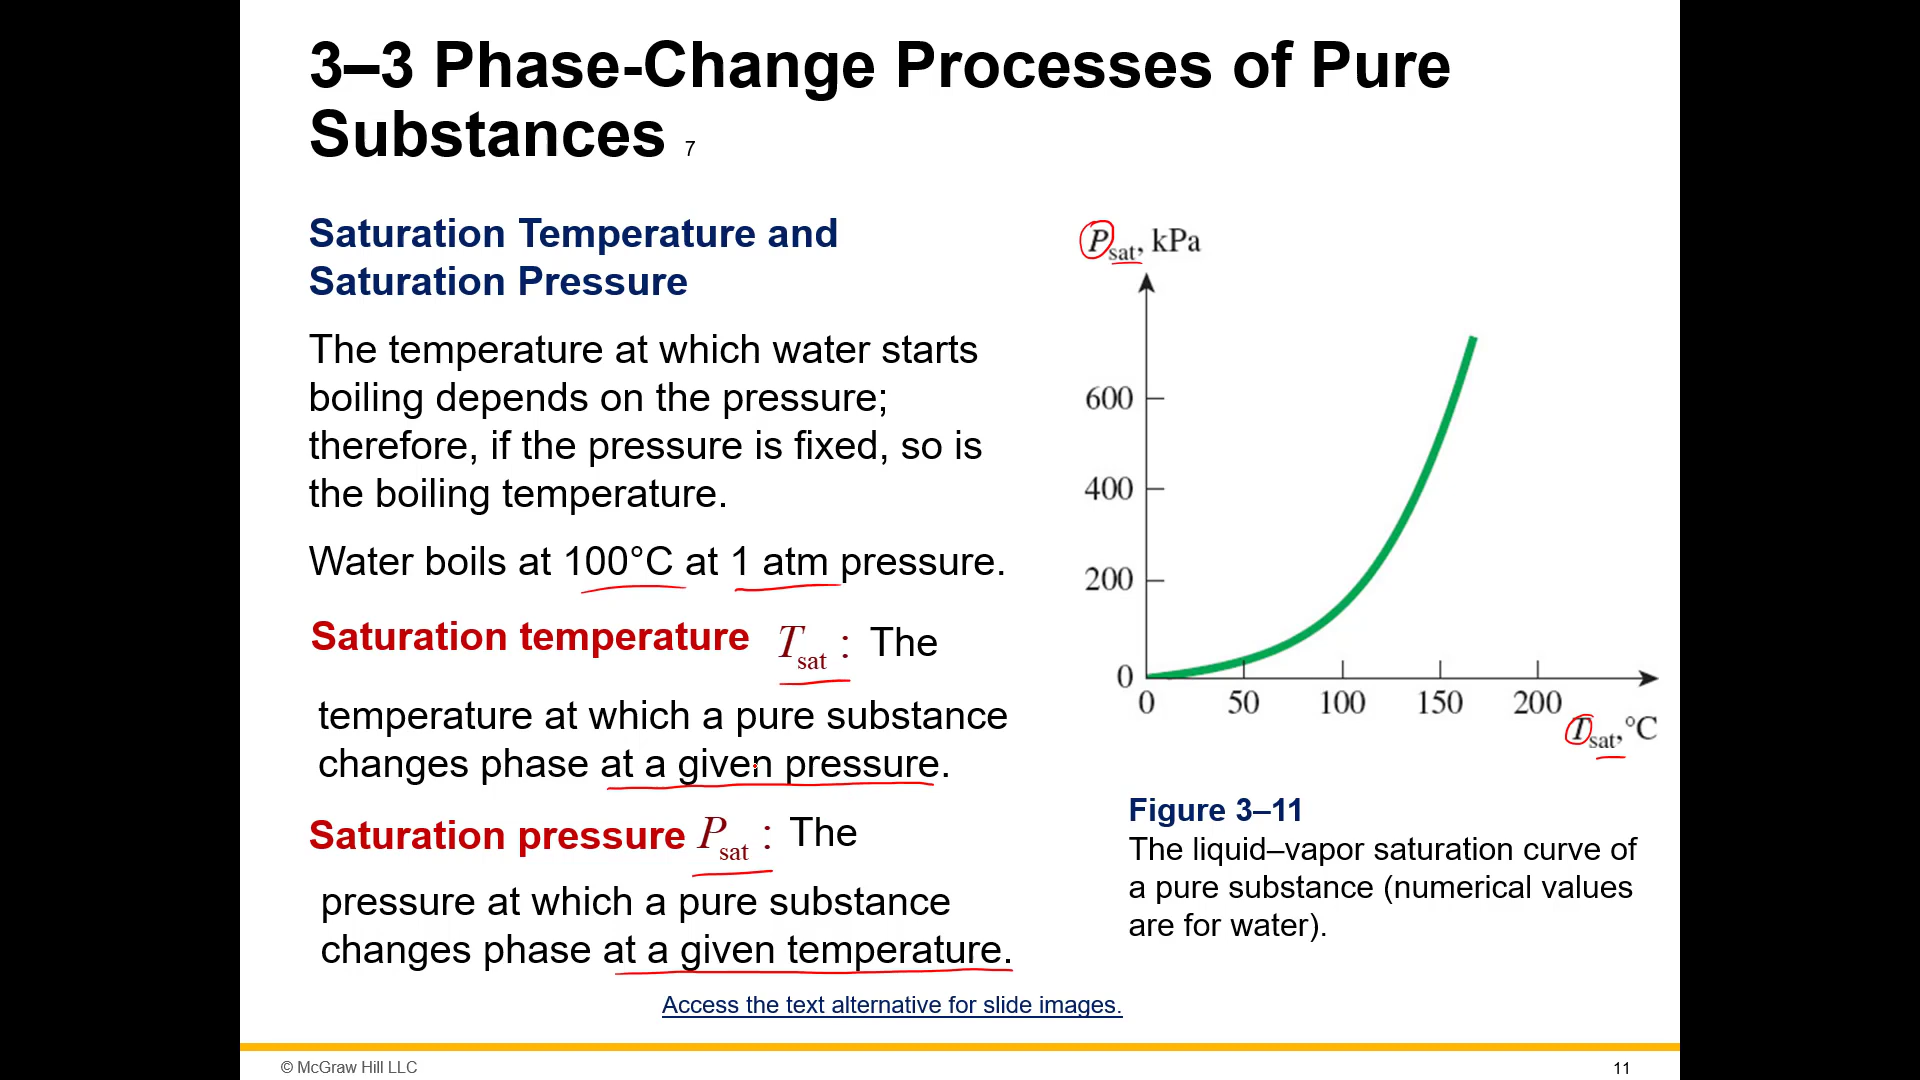 3–3 Phase-Change Processes of Pure
Substances 7
Saturation Temperature and
Saturation Pressure
The temperature at which water starts
boiling depends on the pressure;
therefore, if the pressure is fixed, so is
the boiling temperature.
Water boils at 100°C at 1 atm pressure.
Saturation temperature T_sat : The
temperature at which a pure substance
changes phase at a given pressure.
Saturation pressure P_sat : The
pressure at which a pure substance
changes phase at a given temperature.
P_sat, kPa
600
400
200
0
0 50 100 150 200
T_sat, °C
Figure 3–11
The liquid–vapor saturation curve of
a pure substance (numerical values
are for water).
Access the text alternative for slide images.
© McGraw Hill LLC
11